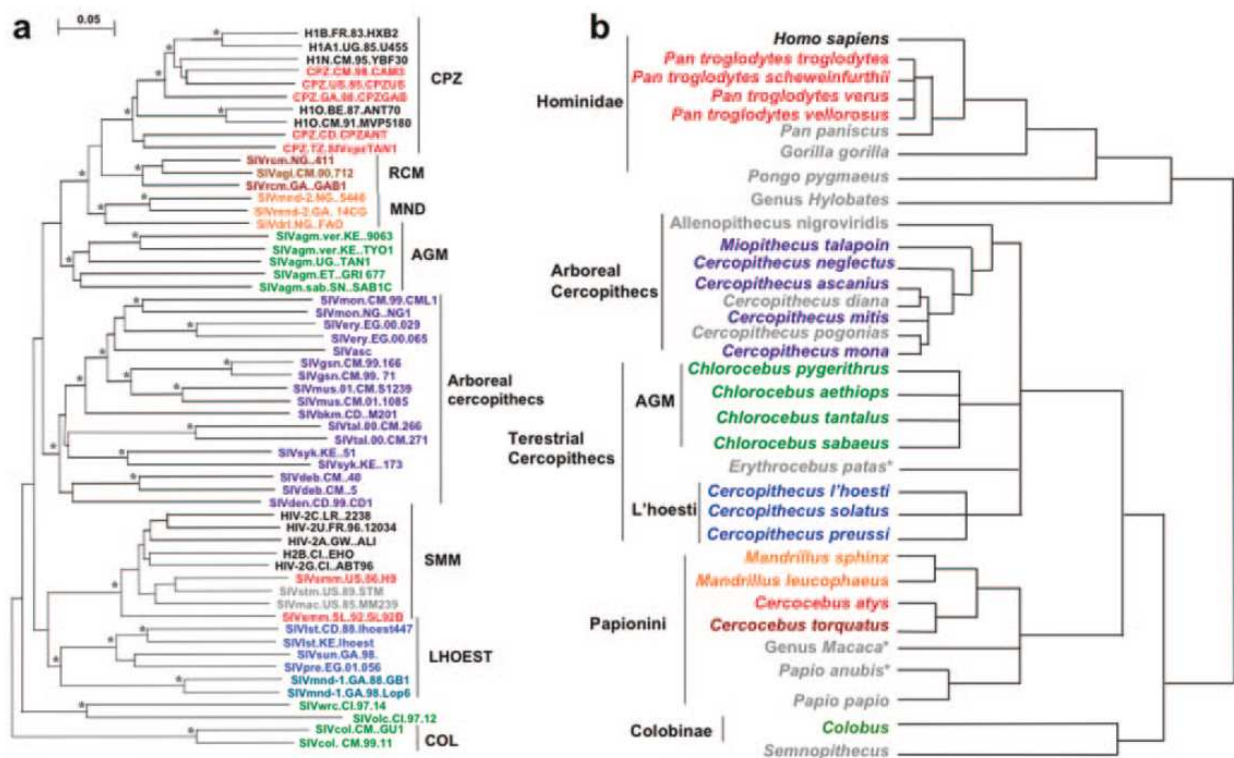 a
0.05
H1B.FR.83.HXB2
H1A1.UG.85.U455
H1N.CM.95.YBF30
CPZ.CM.98.CAM3
CPZ.US.85.CPZUS
CPZ.GA.88.CPZGAB
H1O.BE.87.ANT70
H1O.CM.91.MVP5180
CPZ.CD.CPZANT
CPZ.TZ.SIVcpzTAN1
CPZ
SIVrcm.NG..411
SIVagi.CM.00.712
SIVrcm.GA..GAB1
RCM
SIVmnd-2.NG..5440
SIVmnd-2.GA. 14CG
SIVdrl.NG..FAO
MND
SIVagm.ver.KE..9063
SIVagm.ver.KE..TYO1
SIVagm.UG..TAN1
SIVagm.ET..GRI 677
SIVagm.sab.SN..SAB1C
AGM
SIVmon.CM.99.CML1
SIVmon.NG..NG1
SIVery.EG.00.029
SIVery.EG.00.065
SIVasc
SIVgsn.CM.99.166
SIVgsn.CM.99. 71
SIVmus.01.CM.S1239
SIVmus.CM.01.1085
SIVbkm.CD..M201
SIVtal.00.CM.266
SIVtal.00.CM.271
SIVsyk.KE..51
SIVsyk.KE..173
SIVdeb.CM..40
SIVdeb.CM..5
SIVden.CD.99.CD1
Arboreal
cercopithecs
HIV-2C.LR..2238
HIV-2U.FR.96.12034
HIV-2A.GW..ALI
H2B.CI..EHO
HIV-2G.CI..ABT96
SIVsmm.US.86.H9
SIVstm.US.89.STM
SIVmac.US.85.MM239
SIVsmm.SL.92.SL92B
SMM
SIVlst.CD.88.lhoest447
SIVlst.KE.lhoest
SIVsun.GA.98.
SIVpre.EG.01.056
SIVmnd-1.GA.88.GB1
SIVmnd-1.GA.98.Lop6
LHOEST
SIVwrc.CI.97.14
SIVolc.CI.97.12
SIVcol.CM..GU1
SIVcol. CM.99.11
COL
b
Homo sapiens
Pan troglodytes troglodytes
Pan troglodytes scheweinfurthii
Pan troglodytes verus
Pan troglodytes vellorosus
Pan paniscus
Gorilla gorilla
Pongo pygmaeus
Genus Hylobates
Hominidae
Allenopithecus nigroviridis
Miopithecus talapoin
Cercopithecus neglectus
Cercopithecus ascanius
Cercopithecus diana
Cercopithecus mitis
Cercopithecus pogonias
Cercopithecus mona
Arboreal
Cercopithecs
Chlorocebus pygerithrus
Chlorocebus aethiops
Chlorocebus tantalus
Chlorocebus sabaeus
AGM
Terestrial
Cercopithecs
Erythrocebus patas*
Cercopithecus l'hoesti
Cercopithecus solatus
Cercopithecus preussi
L'hoesti
Mandrillus sphinx
Mandrillus leucophaeus
Cercocebus atys
Cercocebus torquatus
Genus Macaca*
Papio anubis*
Papio papio
Papionini
Colobus
Semnopithecus
Colobinae